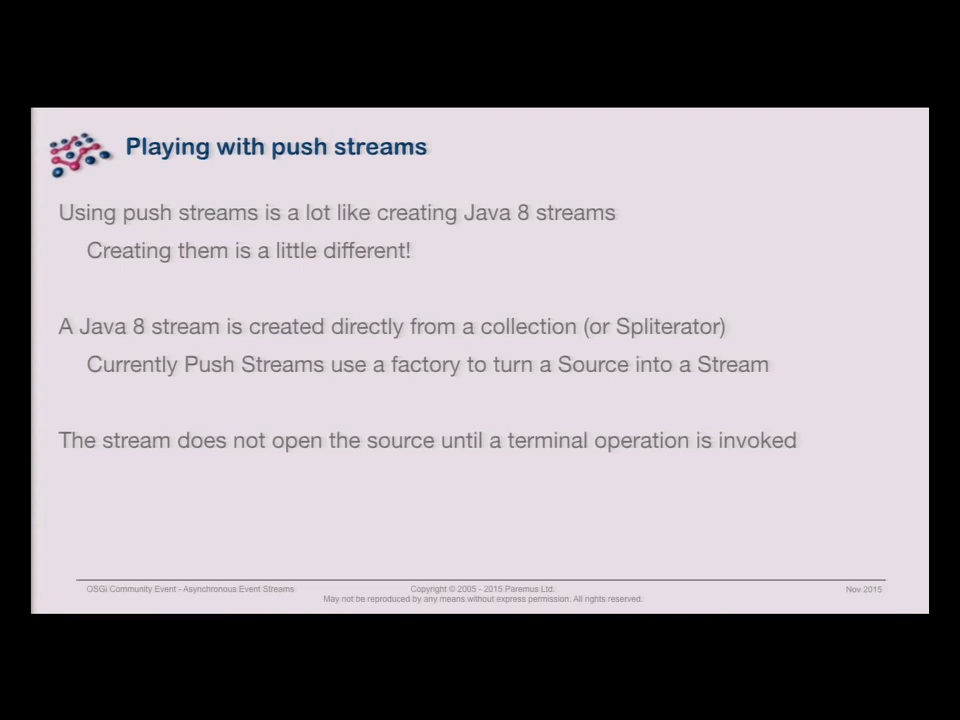 Playing with push streams
Using push streams is a lot like creating Java 8 streams
Creating them is a little different!
A Java 8 stream is created directly from a collection (or Spliterator)
Currently Push Streams use a factory to turn a Source into a Stream
The stream does not open the source until a terminal operation is invoked
OSGi Community Event - Asynchronous Event Streams
Copyright © 2005 - 2015 Paremus Ltd.
May not be reproduced by any means without express permission. All rights reserved.
Nov 2015